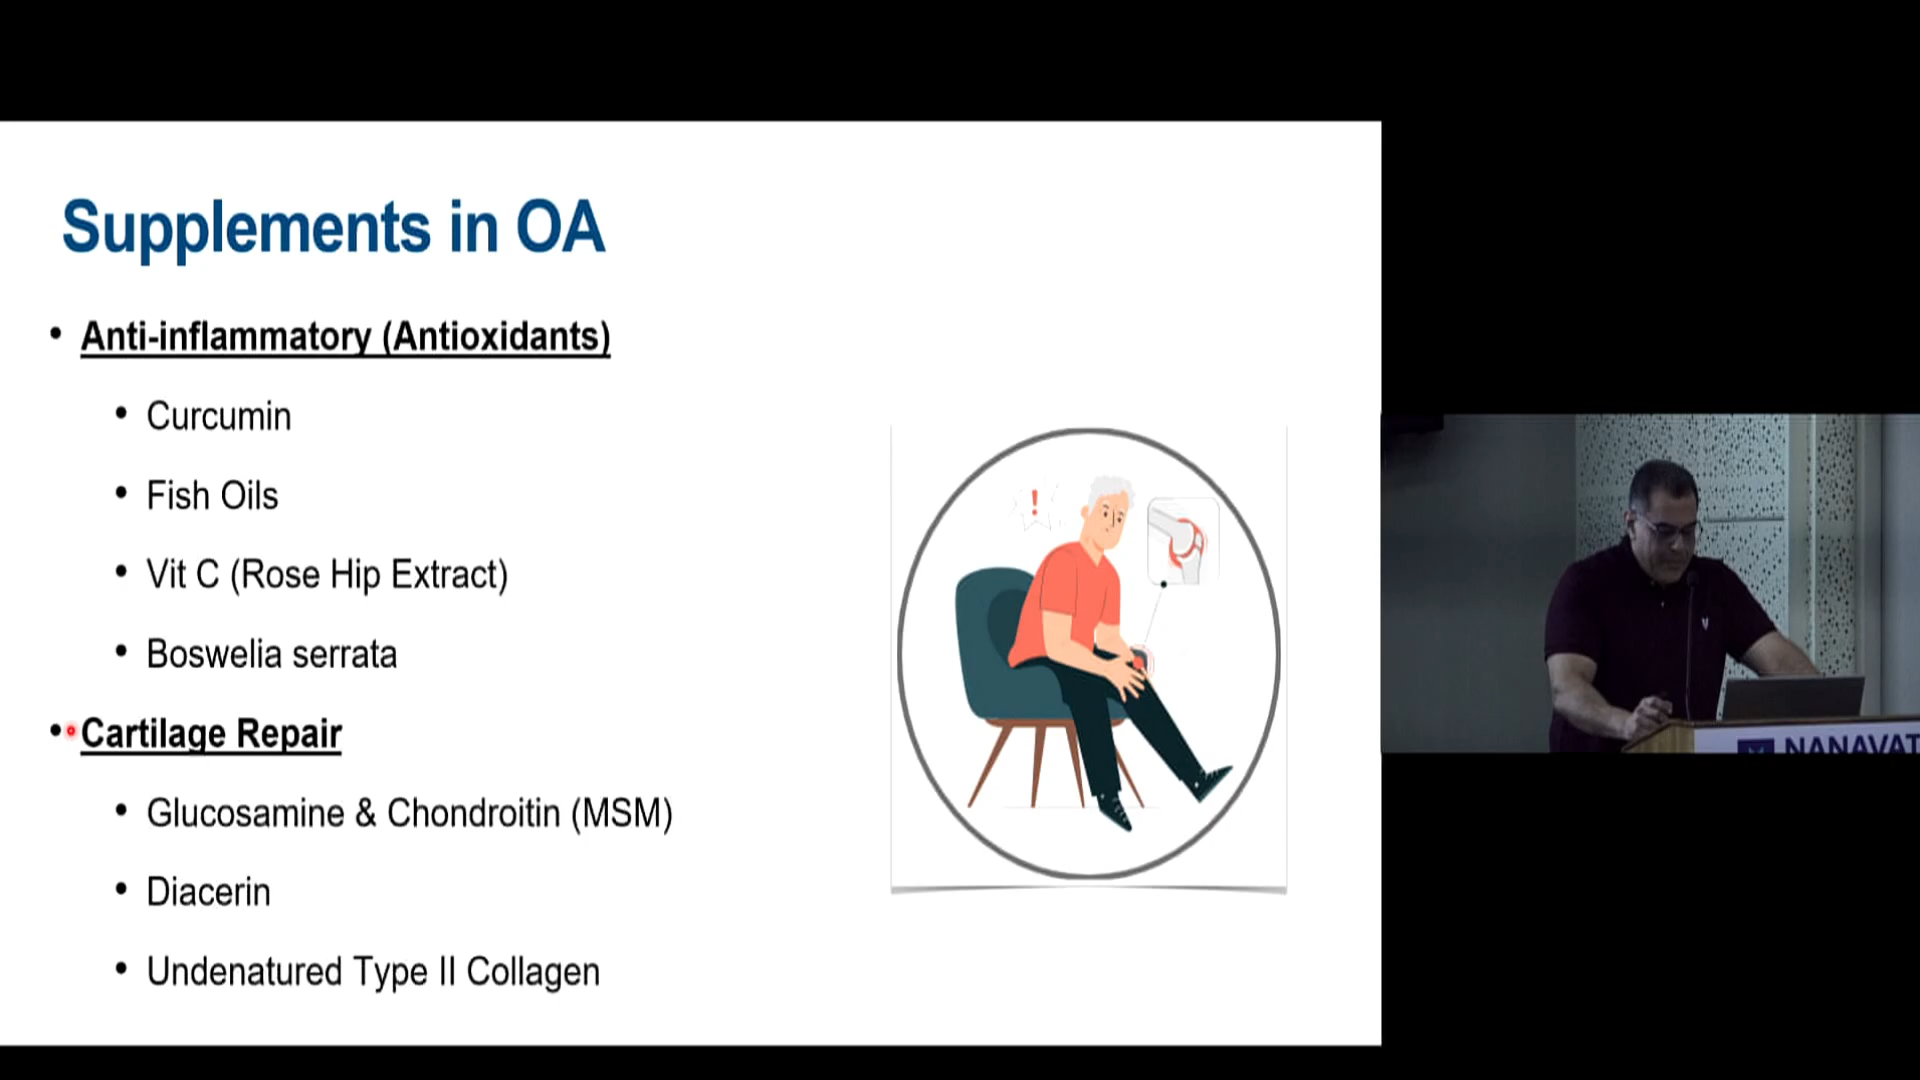 Supplements in OA
• Anti-inflammatory (Antioxidants)
• Curcumin
• Fish Oils
• Vit C (Rose Hip Extract)
• Boswelia serrata
• Cartilage Repair
• Glucosamine & Chondroitin (MSM)
• Diacerin
• Undenatured Type II Collagen
!
NANAVAT